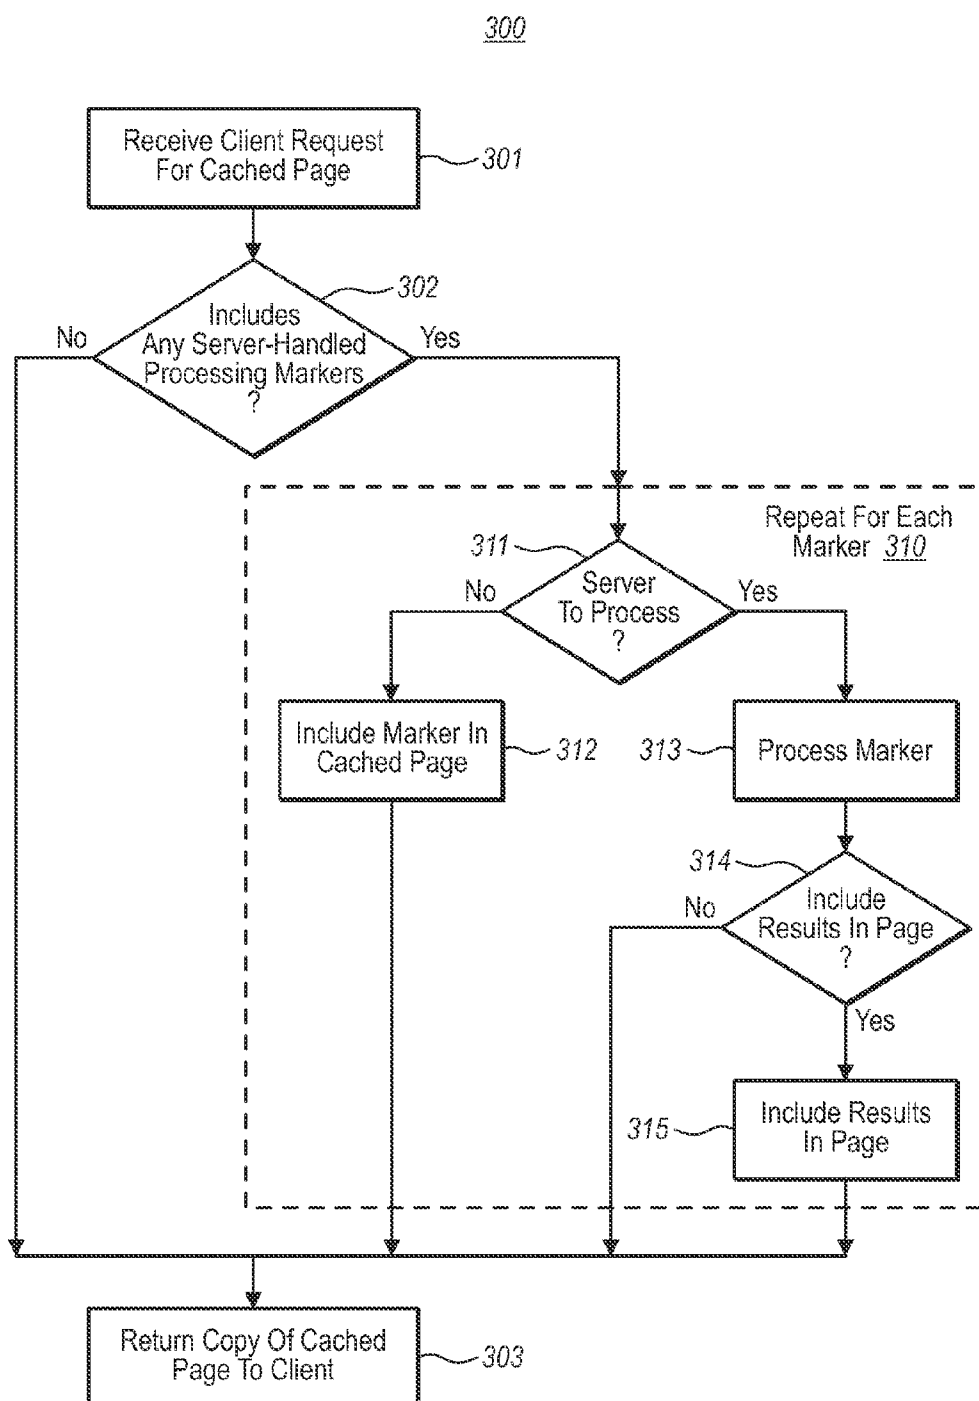 300
Receive Client Request
For Cached Page
301
302
Includes
Any Server-Handled
Processing Markers
?
No
Yes
Repeat For Each
Marker 310
311
Server
To Process
?
No
Yes
Include Marker In
Cached Page
312
313
Process Marker
314
Include
Results In Page
?
No
Yes
315
Include Results
In Page
Return Copy Of Cached
Page To Client
303